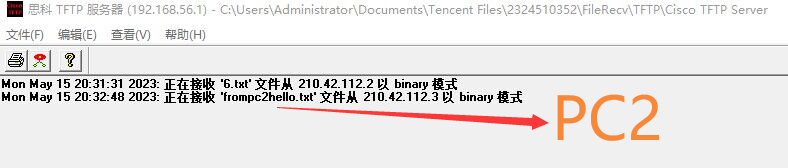 Cisco TFTP
思科 TFTP 服务器 (192.168.56.1) - C:\Users\Administrator\Documents\Tencent Files\2324510352\FileRecv\TFTP\Cisco TFTP Server
文件(F) 编辑(E) 查看(V) 帮助(H)
Mon May 15 20:31:31 2023: 正在接收 '6.txt' 文件从 210.42.112.2 以 binary 模式
Mon May 15 20:32:48 2023: 正在接收 'frompc2hello.txt' 文件从 210.42.112.3 以 binary 模式
PC2